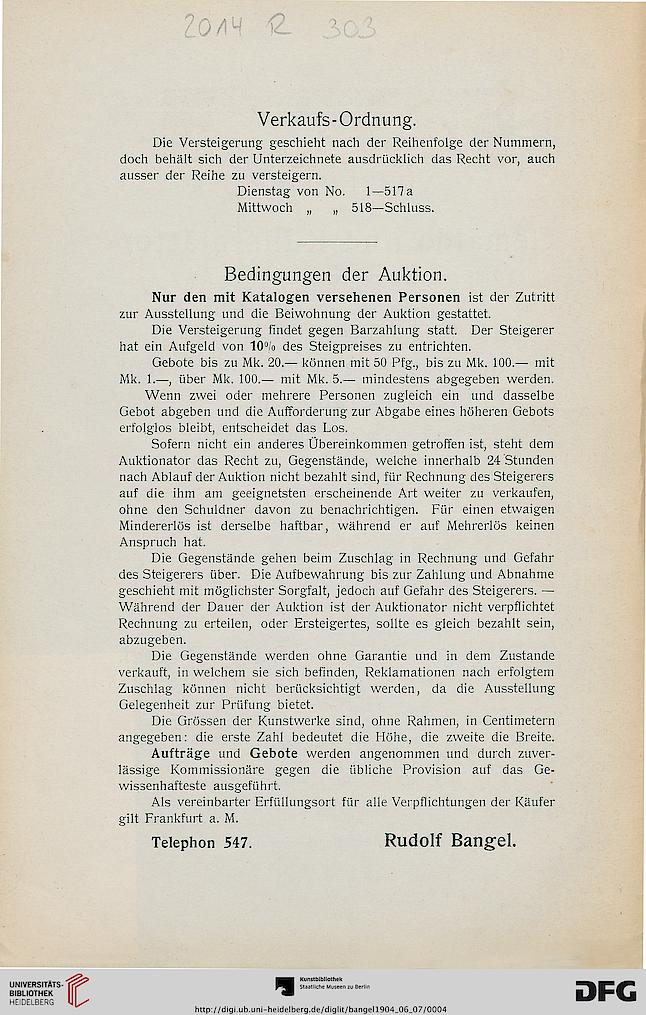 2014 R 303
Verkaufs-Ordnung.
Die Versteigerung geschieht nach der Reihenfolge der Nummern,
doch behält sich der Unterzeichnete ausdrücklich das Recht vor, auch
ausser der Reihe zu versteigern.
Dienstag von No. 1—517a
Mittwoch „ „ 518—Schluss.
Bedingungen der Auktion.
Nur den mit Katalogen versehenen Personen ist der Zutritt
zur Ausstellung und die Beiwohnung der Auktion gestattet.
Die Versteigerung findet gegen Barzahlung statt. Der Steigerer
hat ein Aufgeld von 10% des Steigpreises zu entrichten.
Gebote bis zu Mk. 20.— können mit 50 Pfg., bis zu Mk. 100.— mit
Mk. 1.—, über Mk. 100.— mit Mk. 5.— mindestens abgegeben werden.
Wenn zwei oder mehrere Personen zugleich ein und dasselbe
Gebot abgeben und die Aufforderung zur Abgabe eines höheren Gebots
erfolglos bleibt, entscheidet das Los.
Sofern nicht ein anderes Übereinkommen getroffen ist, steht dem
Auktionator das Recht zu, Gegenstände, welche innerhalb 24 Stunden
nach Ablauf der Auktion nicht bezahlt sind, für Rechnung des Steigerers
auf die ihm am geeignetsten erscheinende Art weiter zu verkaufen,
ohne den Schuldner davon zu benachrichtigen. Für einen etwaigen
Mindererlös ist derselbe haftbar, während er auf Mehrerlös keinen
Anspruch hat.
Die Gegenstände gehen beim Zuschlag in Rechnung und Gefahr
des Steigerers über. Die Aufbewahrung bis zur Zahlung und Abnahme
geschieht mit möglichster Sorgfalt, jedoch auf Gefahr des Steigerers. —
Während der Dauer der Auktion ist der Auktionator nicht verpflichtet
Rechnung zu erteilen, oder Ersteigertes, sollte es gleich bezahlt sein,
abzugeben.
Die Gegenstände werden ohne Garantie und in dem Zustande
verkauft, in welchem sie sich befinden, Reklamationen nach erfolgtem
Zuschlag können nicht berücksichtigt werden, da die Ausstellung
Gelegenheit zur Prüfung bietet.
Die Grössen der Kunstwerke sind, ohne Rahmen, in Centimetern
angegeben: die erste Zahl bedeutet die Höhe, die zweite die Breite.
Aufträge und Gebote werden angenommen und durch zuver-
lässige Kommissionäre gegen die übliche Provision auf das Ge-
wissenhafteste ausgeführt.
Als vereinbarter Erfüllungsort für alle Verpflichtungen der Käufer
gilt Frankfurt a. M.
Telephon 547. Rudolf Bangel.
UNIVERSITÄTS-
BIBLIOTHEK
HEIDELBERG
Kunstbibliothek
Staatliche Museen zu Berlin
DFG
http://digi.ub.uni-heidelberg.de/diglit/bangel1904_06_07/0004